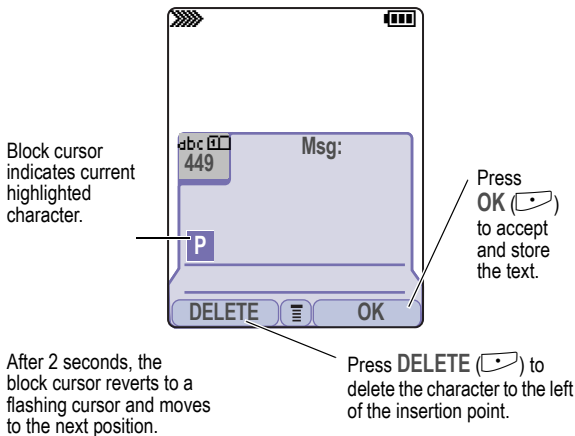 abc 1
449
Msg:
P
DELETE
OK
Block cursor
indicates current
highlighted
character.
Press
OK ( )
to accept
and store
the text.
After 2 seconds, the
block cursor reverts to a
flashing cursor and moves
to the next position.
Press DELETE ( ) to
delete the character to the left
of the insertion point.